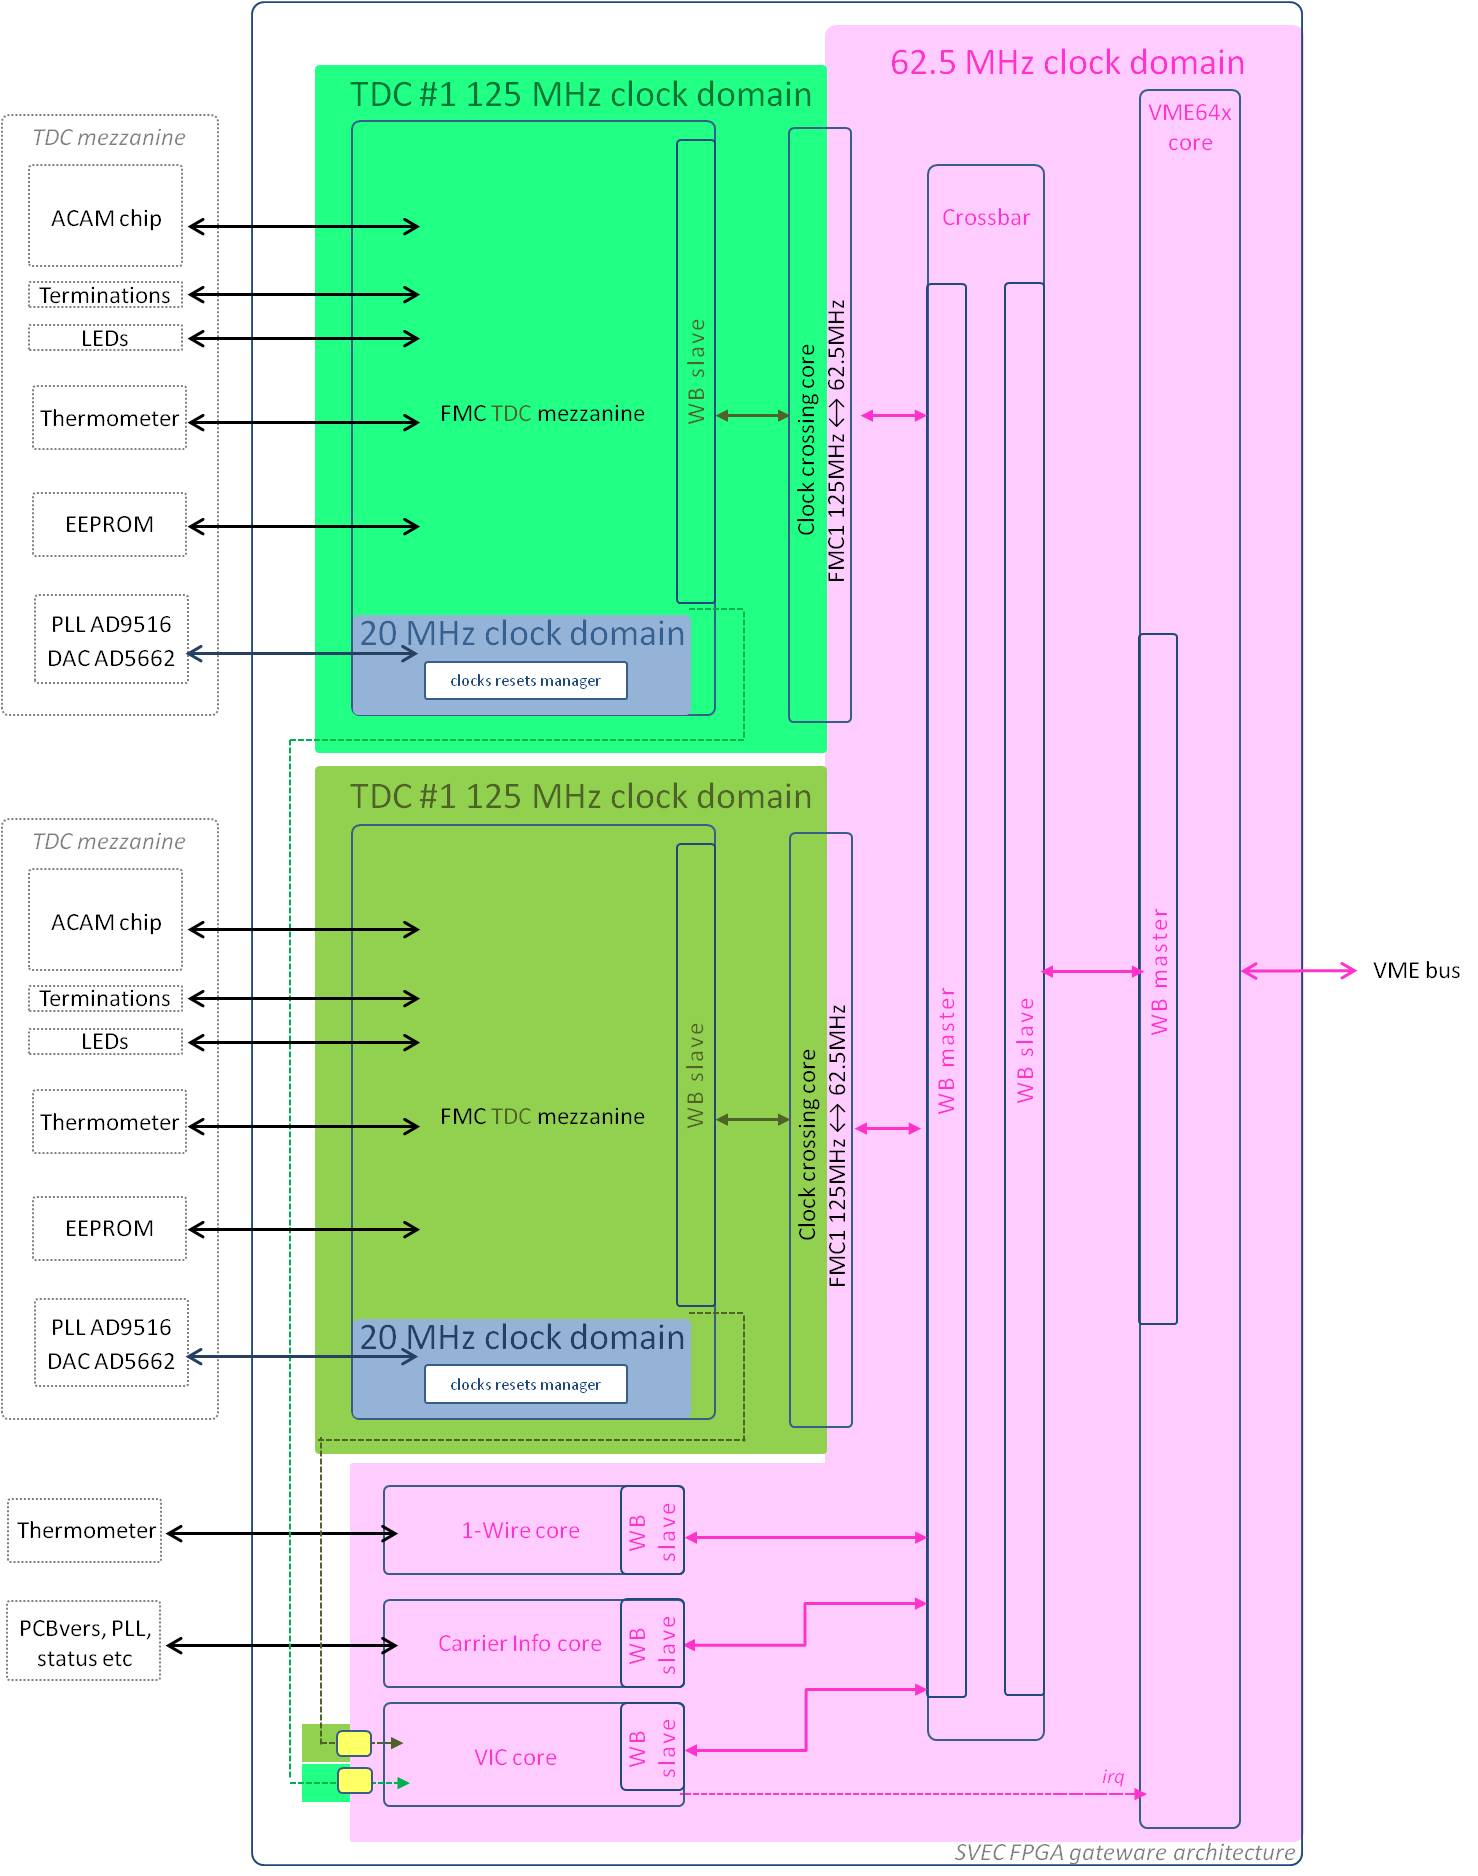 62.5 MHz clock domain
TDC #1 125 MHz clock domain
VME64x
core
TDC mezzanine
ACAM chip
Crossbar
Terminations
LEDs
Thermometer
FMC TDC mezzanine
WB slave
Clock crossing core
FMC1 125MHz <-> 62.5MHz
EEPROM
PLL AD9516
DAC AD5662
20 MHz clock domain
clocks resets manager
TDC #1 125 MHz clock domain
TDC mezzanine
ACAM chip
Terminations
LEDs
Thermometer
FMC TDC mezzanine
WB slave
Clock crossing core
FMC1 125MHz <-> 62.5MHz
WB master
WB slave
WB master
VME bus
EEPROM
PLL AD9516
DAC AD5662
20 MHz clock domain
clocks resets manager
Thermometer
1-Wire core
WB
slave
PCBvers, PLL,
status etc
Carrier Info core
WB
slave
VIC core
WB
slave
irq
SVEC FPGA gateware architecture